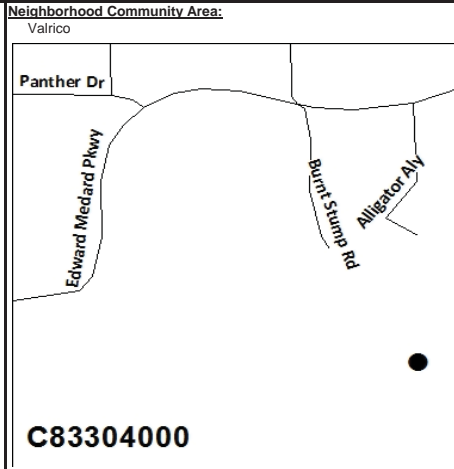 Neighborhood Community Area:
Valrico
Panther Dr
Edward Medard Pkwy
Burnt Stump Rd
Alligator Aly
C83304000